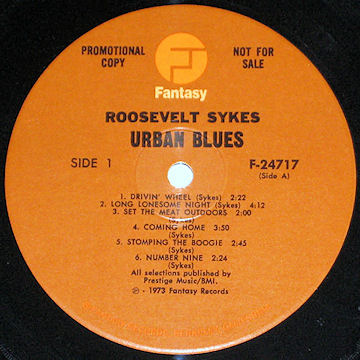 PROMOTIONAL COPY
NOT FOR SALE
Fantasy
ROOSEVELT SYKES
URBAN BLUES
SIDE 1
F-24717
(Side A)
1. DRIVIN' WHEEL (Sykes) 2:22
2. LONG LONESOME NIGHT (Sykes) 4:12
3. SET THE MEAT OUTDOORS 2:00
(Sykes)
4. COMING HOME 3:50
(Sykes)
5. STOMPING THE BOOGIE 2:45
(Sykes)
6. NUMBER NINE 2:24
(Sykes)
All selections published by
Prestige Music/BMI.
℗ - 1973 Fantasy Records